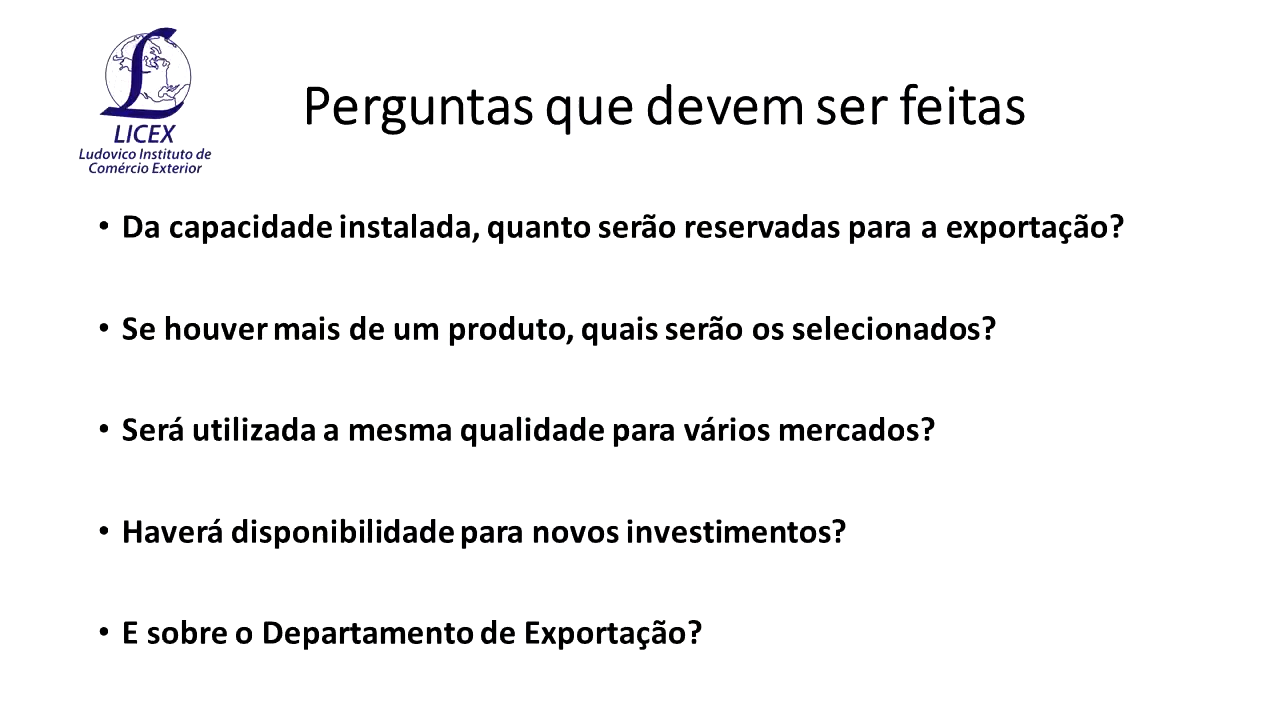 £
LICEX
Ludovico Instituto de
Comércio Exterior
Perguntas que devem ser feitas
• Da capacidade instalada, quanto serão reservadas para a exportação?
• Se houver mais de um produto, quais serão os selecionados?
• Será utilizada a mesma qualidade para vários mercados?
• Haverá disponibilidade para novos investimentos?
• E sobre o Departamento de Exportação?